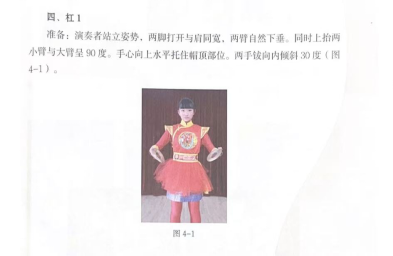 四、杠 1
准备：演奏者站立姿势，两脚打开与肩同宽，两臂自然下垂。同时上抬两
小臂与大臂呈 90 度。手心向上水平托住帽顶部位。两手钹向内倾斜 30 度（图
4-1）。
图 4-1